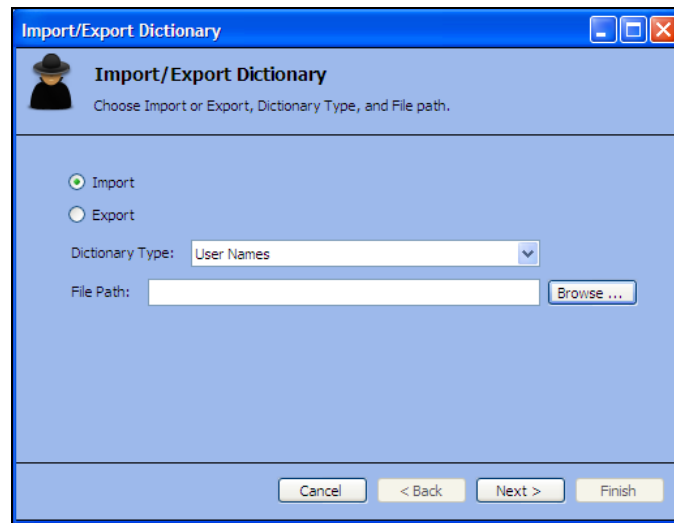 Import/Export Dictionary
Import/Export Dictionary
Choose Import or Export, Dictionary Type, and File path.
Import
Export
Dictionary Type: User Names
File Path: Browse ...
Cancel < Back Next > Finish